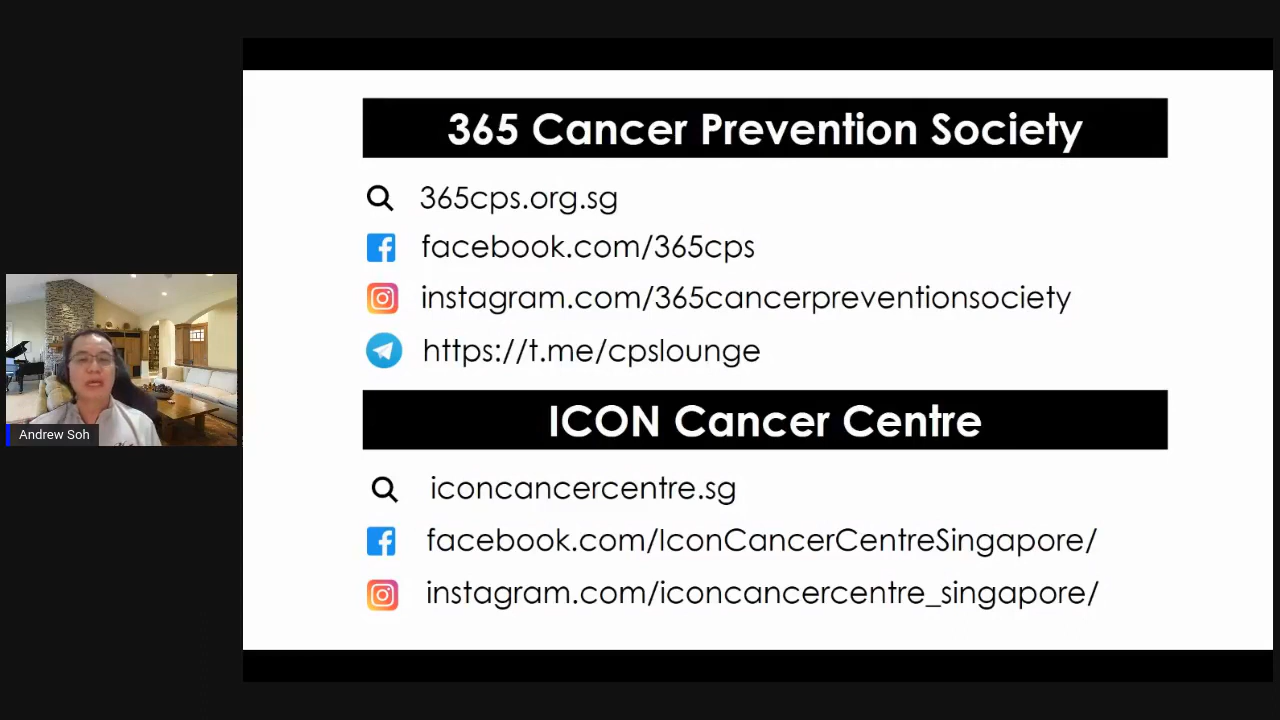 365 Cancer Prevention Society
365cps.org.sg
facebook.com/365cps
instagram.com/365cancerpreventionsociety
https://t.me/cpslounge
ICON Cancer Centre
iconcancercentre.sg
facebook.com/IconCancerCentreSingapore/
instagram.com/iconcancercentre_singapore/
Andrew Soh